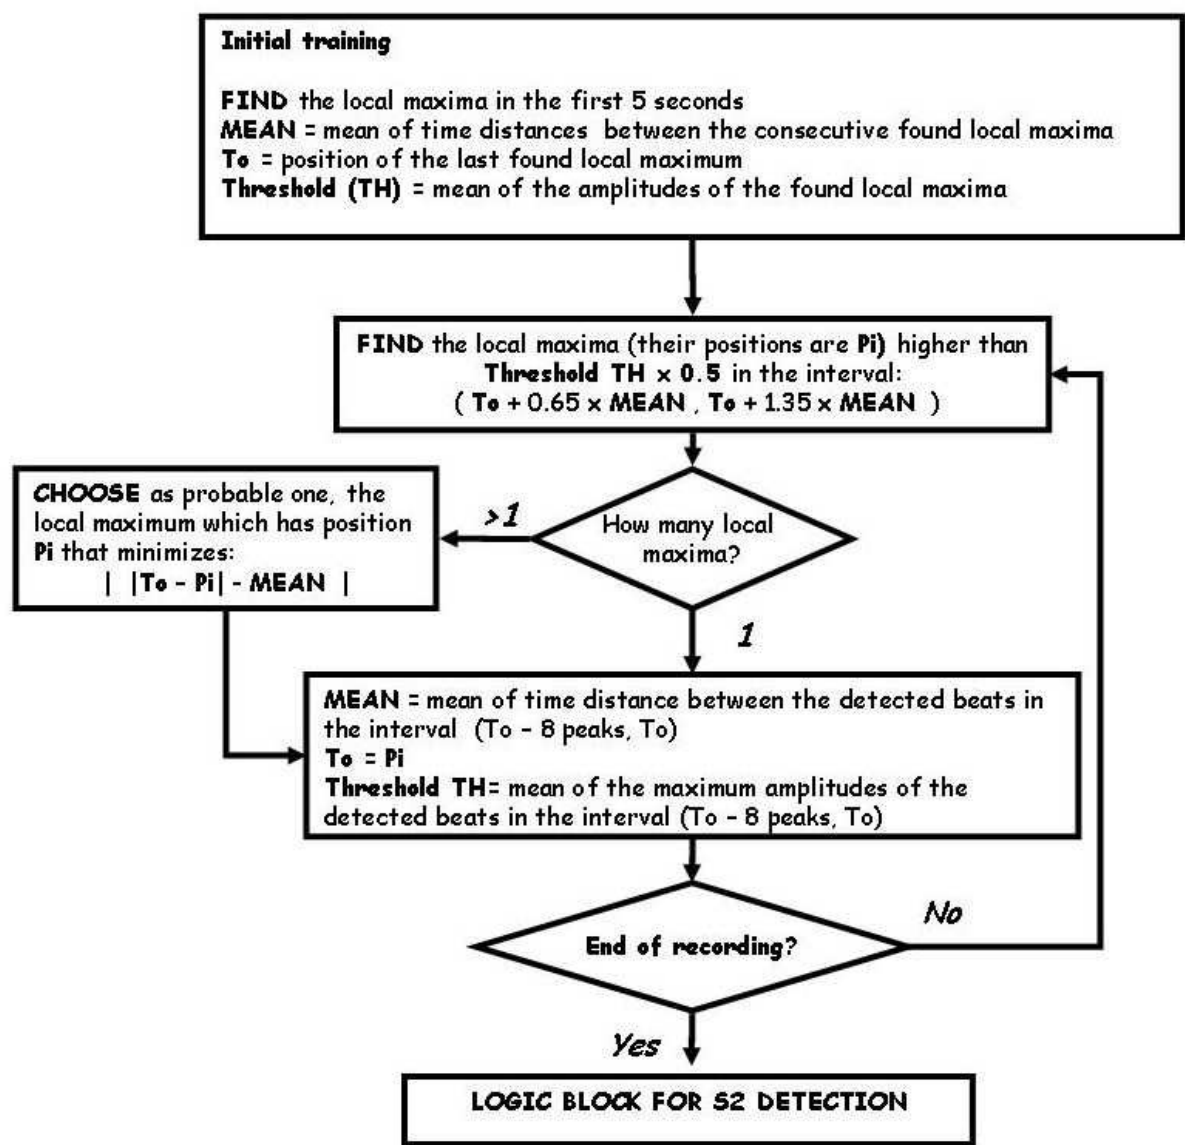 Initial training
FIND the local maxima in the first 5 seconds
MEAN = mean of time distances between the consecutive found local maxima
To = position of the last found local maximum
Threshold (TH) = mean of the amplitudes of the found local maxima
FIND the local maxima (their positions are Pi) higher than
Threshold TH x 0.5 in the interval:
( To + 0.65 x MEAN , To + 1.35 x MEAN )
CHOOSE as probable one, the
local maximum which has position
Pi that minimizes:
| |To - Pi| - MEAN |
>1
How many local
maxima?
1
MEAN = mean of time distance between the detected beats in
the interval (To - 8 peaks, To)
To = Pi
Threshold TH= mean of the maximum amplitudes of the
detected beats in the interval (To - 8 peaks, To)
End of recording?
No
Yes
LOGIC BLOCK FOR S2 DETECTION